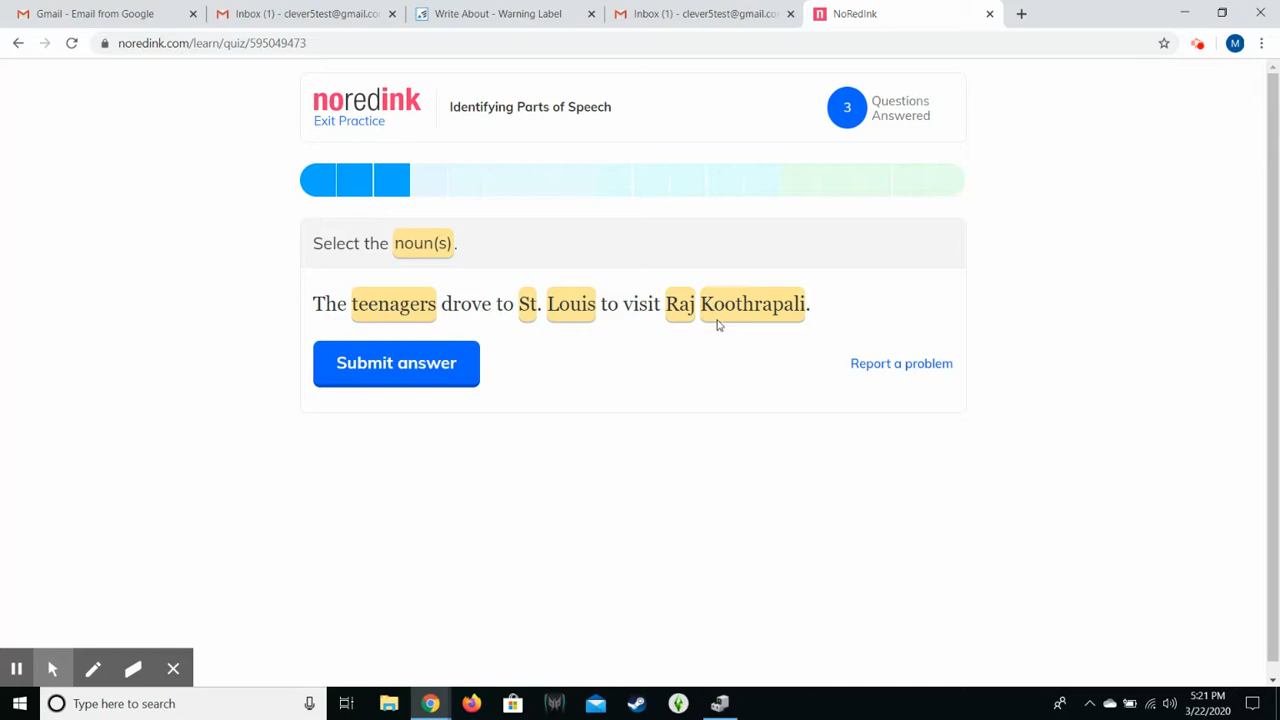 Gmail - Email from Google
Inbox (1) - clever5test@gmail.co
Write About - Warning Label
Inbox (1) - clever5test@gmail.co
NoRedInk
noredink.com/learn/quiz/595049473
M
noredink
Exit Practice
Identifying Parts of Speech
3
Questions
Answered
Select the noun(s).
The teenagers drove to St. Louis to visit Raj Koothrapali.
Submit answer
Report a problem
Type here to search
5:21 PM
3/22/2020